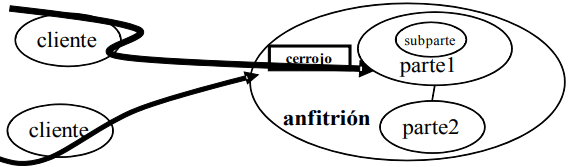 cliente
subparte
cerrojo
parte1
anfitrión
cliente
parte2